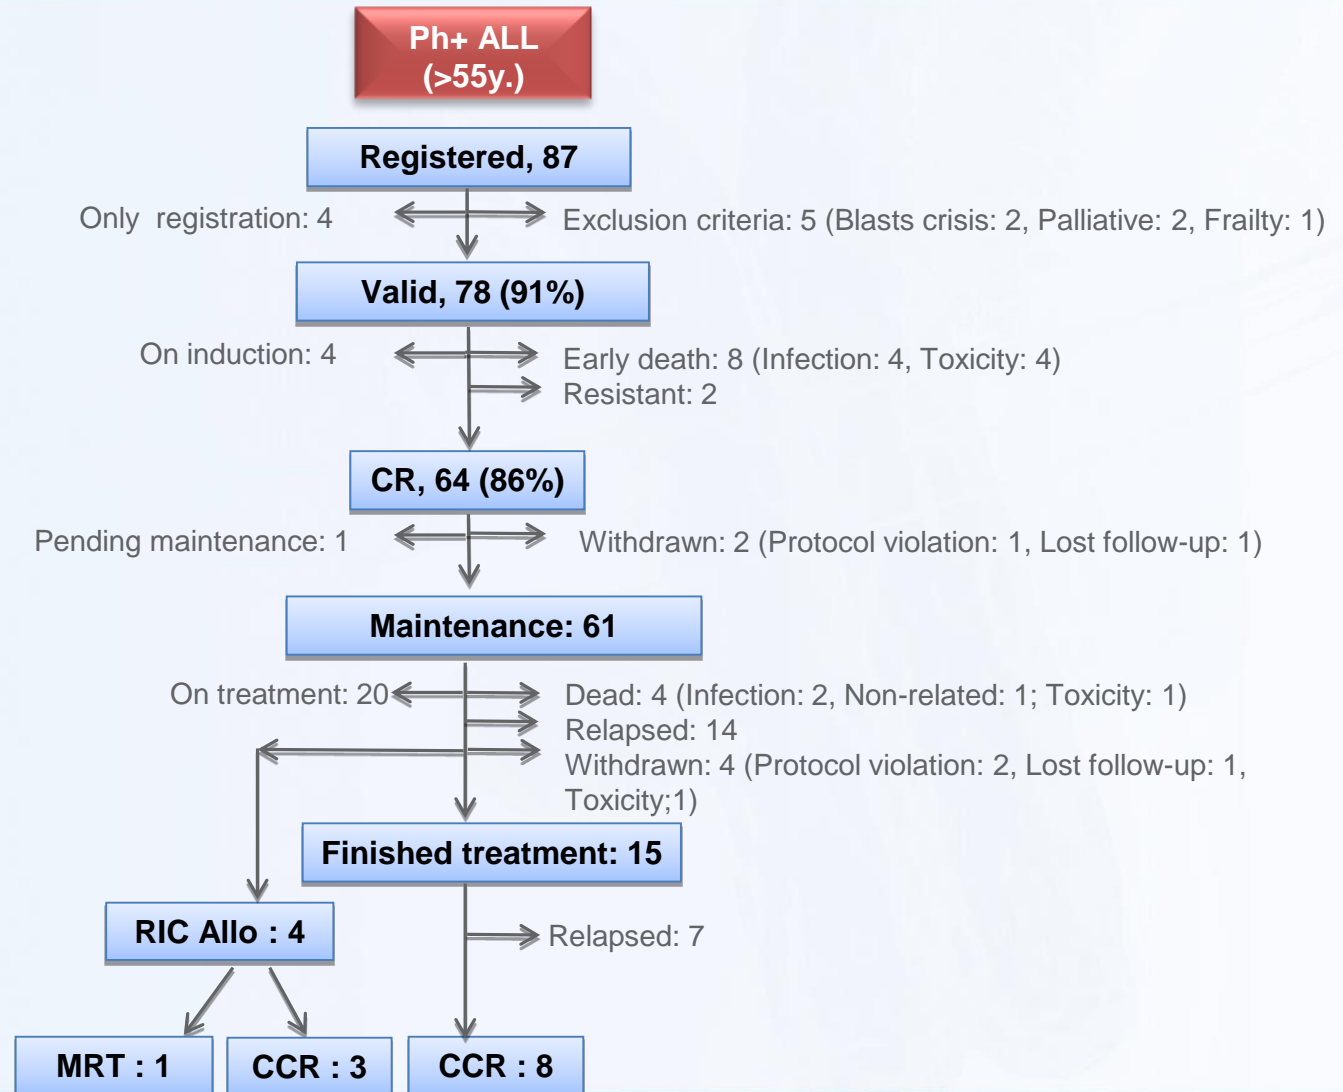 Ph+ ALL
(>55y.)
Registered, 87
Only registration: 4
Exclusion criteria: 5 (Blasts crisis: 2, Palliative: 2, Frailty: 1)
Valid, 78 (91%)
On induction: 4
Early death: 8 (Infection: 4, Toxicity: 4)
Resistant: 2
CR, 64 (86%)
Pending maintenance: 1
Withdrawn: 2 (Protocol violation: 1, Lost follow-up: 1)
Maintenance: 61
On treatment: 20
Dead: 4 (Infection: 2, Non-related: 1; Toxicity: 1)
Relapsed: 14
Withdrawn: 4 (Protocol violation: 2, Lost follow-up: 1,
Toxicity;1)
Finished treatment: 15
RIC Allo : 4
Relapsed: 7
MRT : 1
CCR : 3
CCR : 8